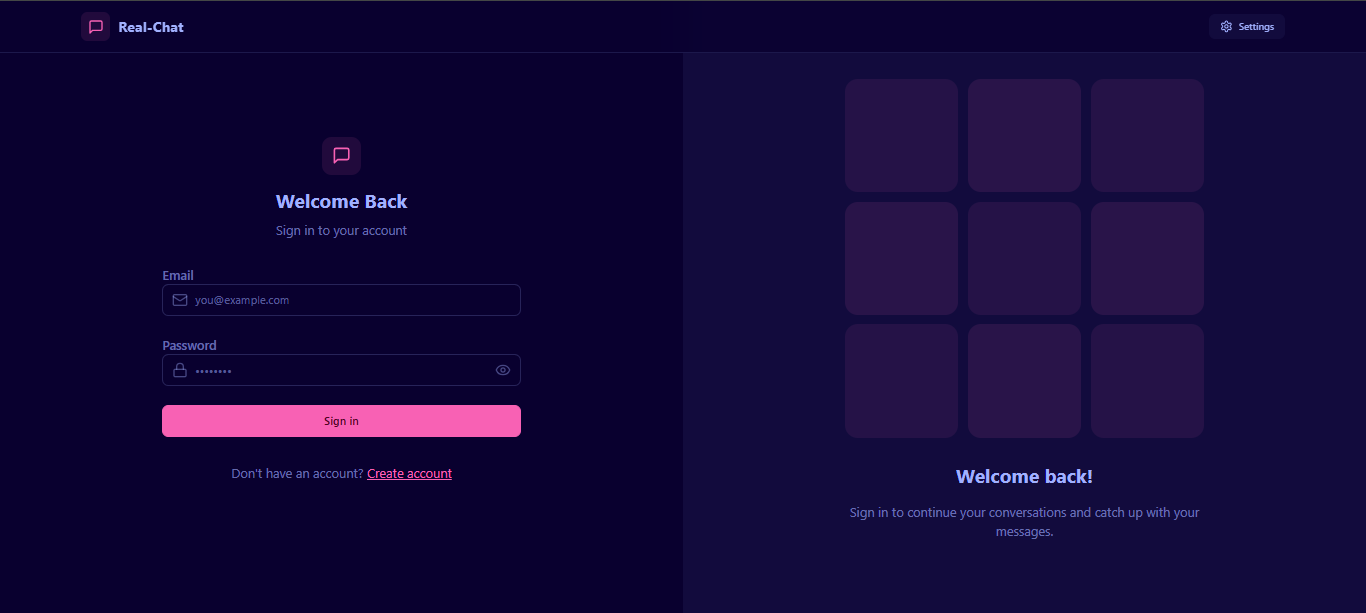 Real-Chat
Settings
Welcome Back
Sign in to your account
Email
you@example.com
Password
••••••••
Sign in
Don't have an account? Create account
Welcome back!
Sign in to continue your conversations and catch up with your
messages.